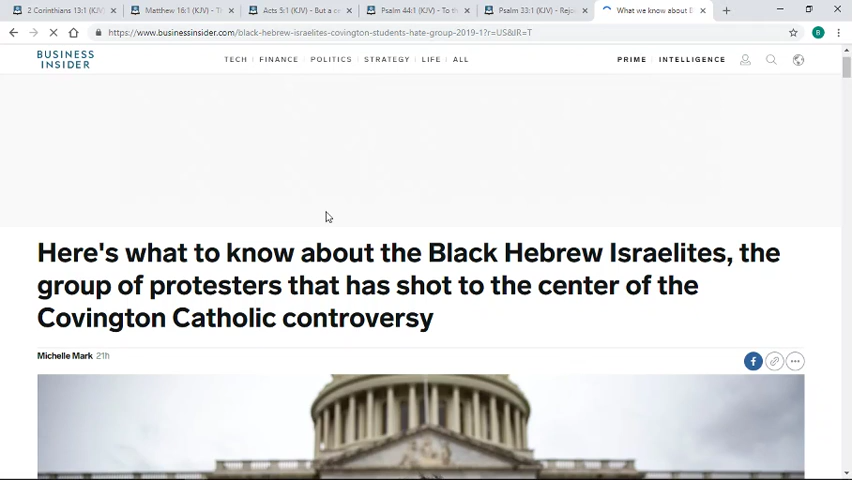 2 Corinthians 13:1 (KJV)
Matthew 16:1 (KJV) - Th
Acts 5:1 (KJV) - But a c
Psalm 44:1 (KJV) - To th
Psalm 33:1 (KJV) - Rejo
What we know about
https://www.businessinsider.com/black-hebrew-israelites-covington-students-hate-group-2019-1?r=US&IR=T
B
BUSINESS
INSIDER
TECH FINANCE POLITICS STRATEGY LIFE ALL
PRIME INTELLIGENCE
Here's what to know about the Black Hebrew Israelites, the
group of protesters that has shot to the center of the
Covington Catholic controversy
Michelle Mark 21h